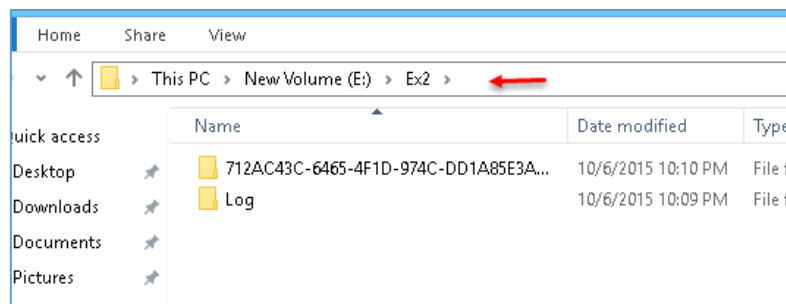 Home Share View
This PC > New Volume (E:) > Ex2 >
Name Date modified Type
Quick access
712AC43C-6465-4F1D-974C-DD1A85E3A... 10/6/2015 10:10 PM File f
Desktop
Log 10/6/2015 10:09 PM File f
Downloads
Documents
Pictures